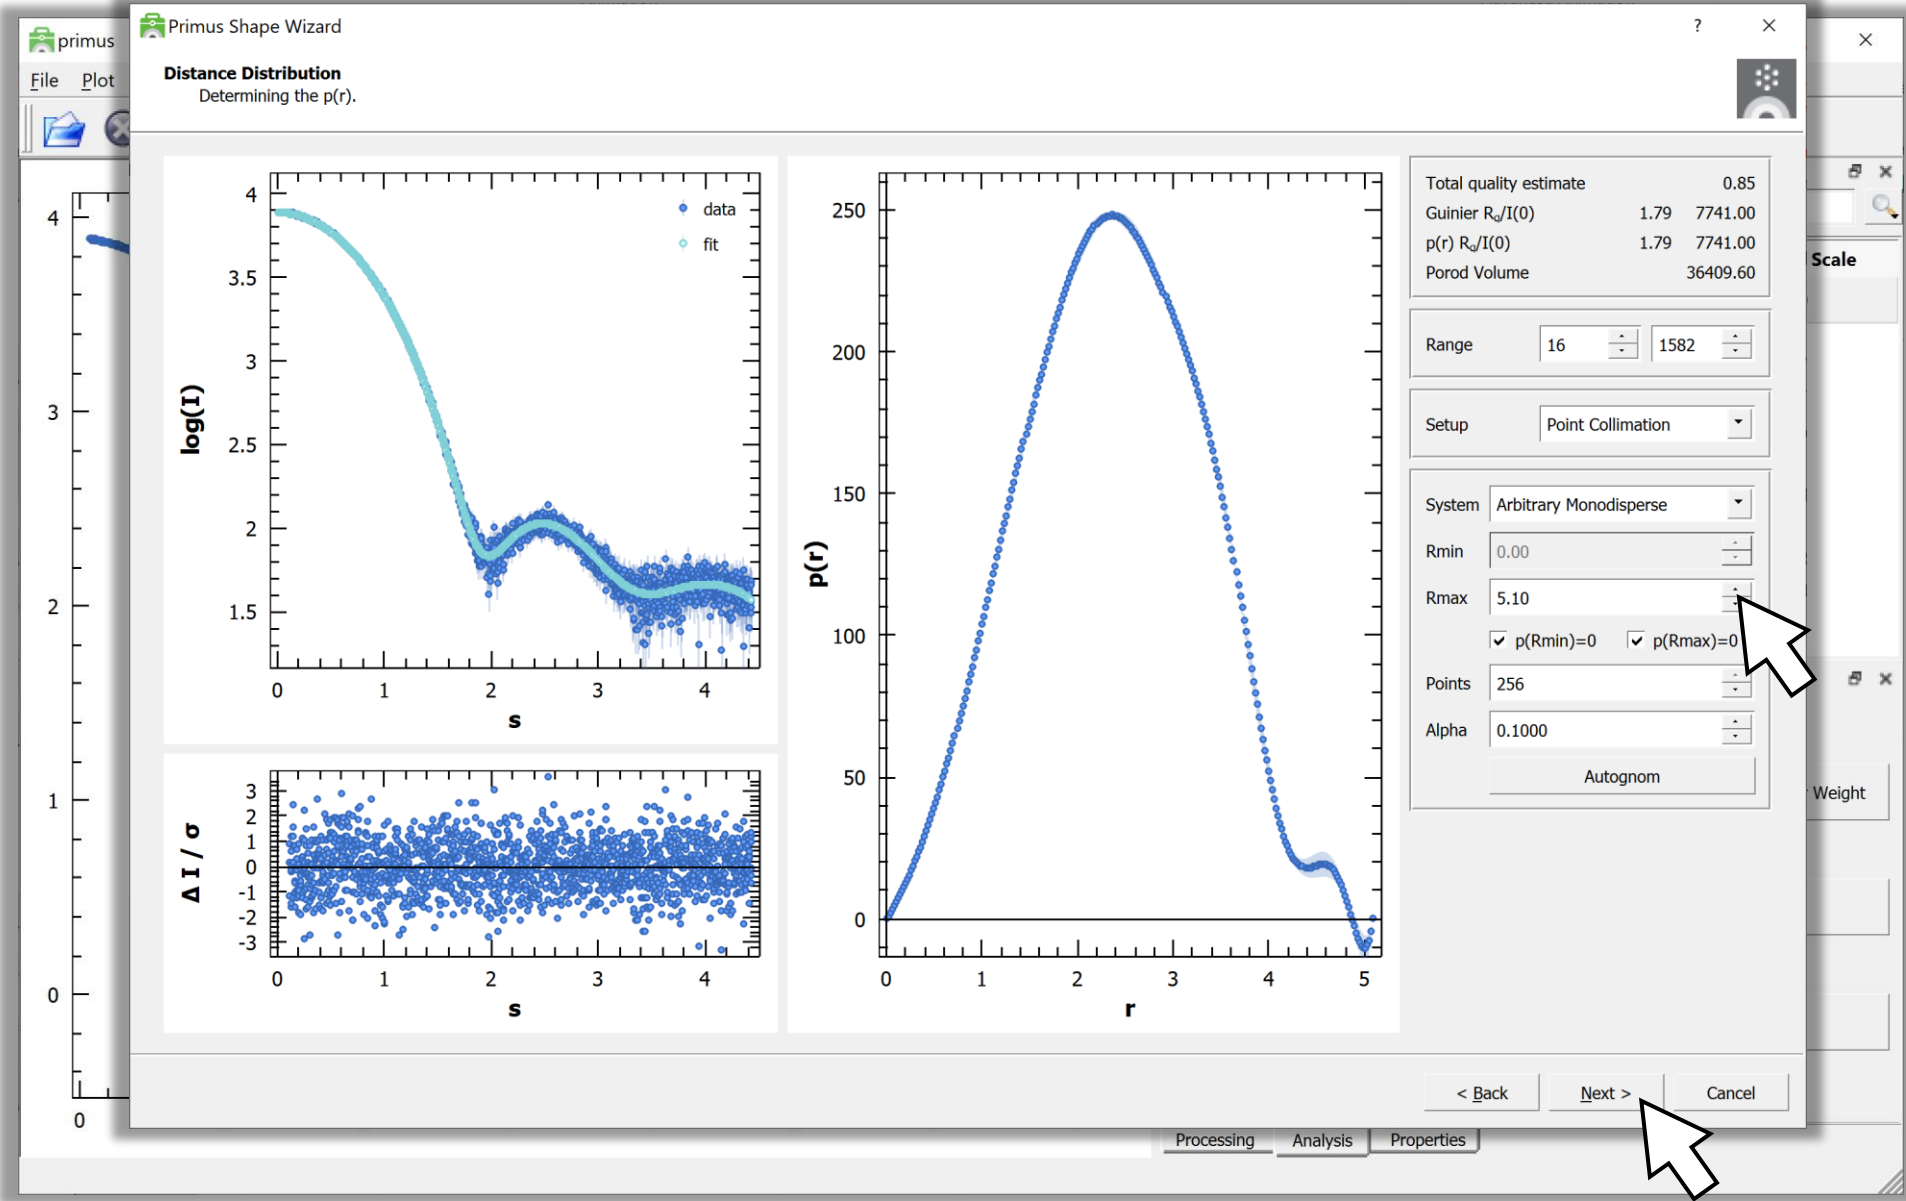 primus
File Plot
Primus Shape Wizard
?
Distance Distribution
Determining the p(r).
4
3
2
1
0
0
4
3.5
3
2.5
2
1.5
log(I)
data
fit
0 1 2 3 4
s
3
2
1
0
-1
-2
-3
Δ I / σ
0 1 2 3 4
s
250
200
150
100
50
0
p(r)
0 1 2 3 4 5
r
Total quality estimate 0.85
Guinier Rg/I(0) 1.79 7741.00
p(r) Rg/I(0) 1.79 7741.00
Porod Volume 36409.60
Range 16 1582
Setup Point Collimation
System Arbitrary Monodisperse
Rmin 0.00
Rmax 5.10
p(Rmin)=0 p(Rmax)=0
Points 256
Alpha 0.1000
Autognom
Scale
Weight
< Back Next > Cancel
Processing Analysis Properties